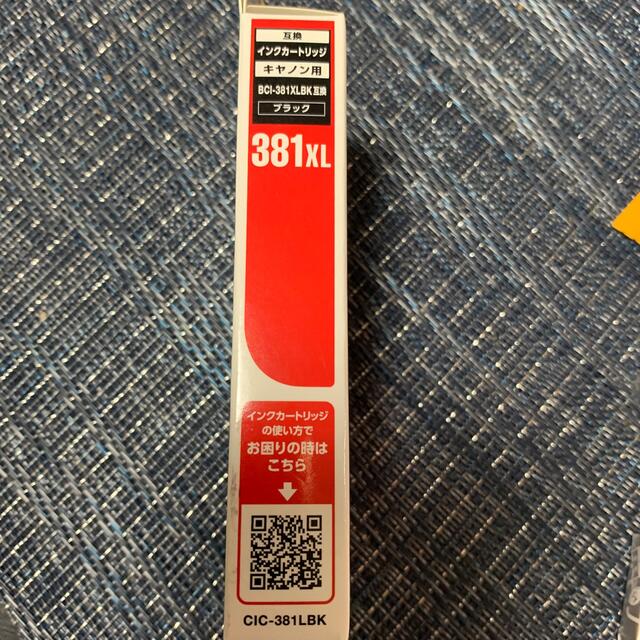 互換
インクカートリッジ
キヤノン用
BCI-381XLBK互換
ブラック
381XL
インクカートリッジ
の使い方で
お困りの時は
こちら
CIC-381LBK